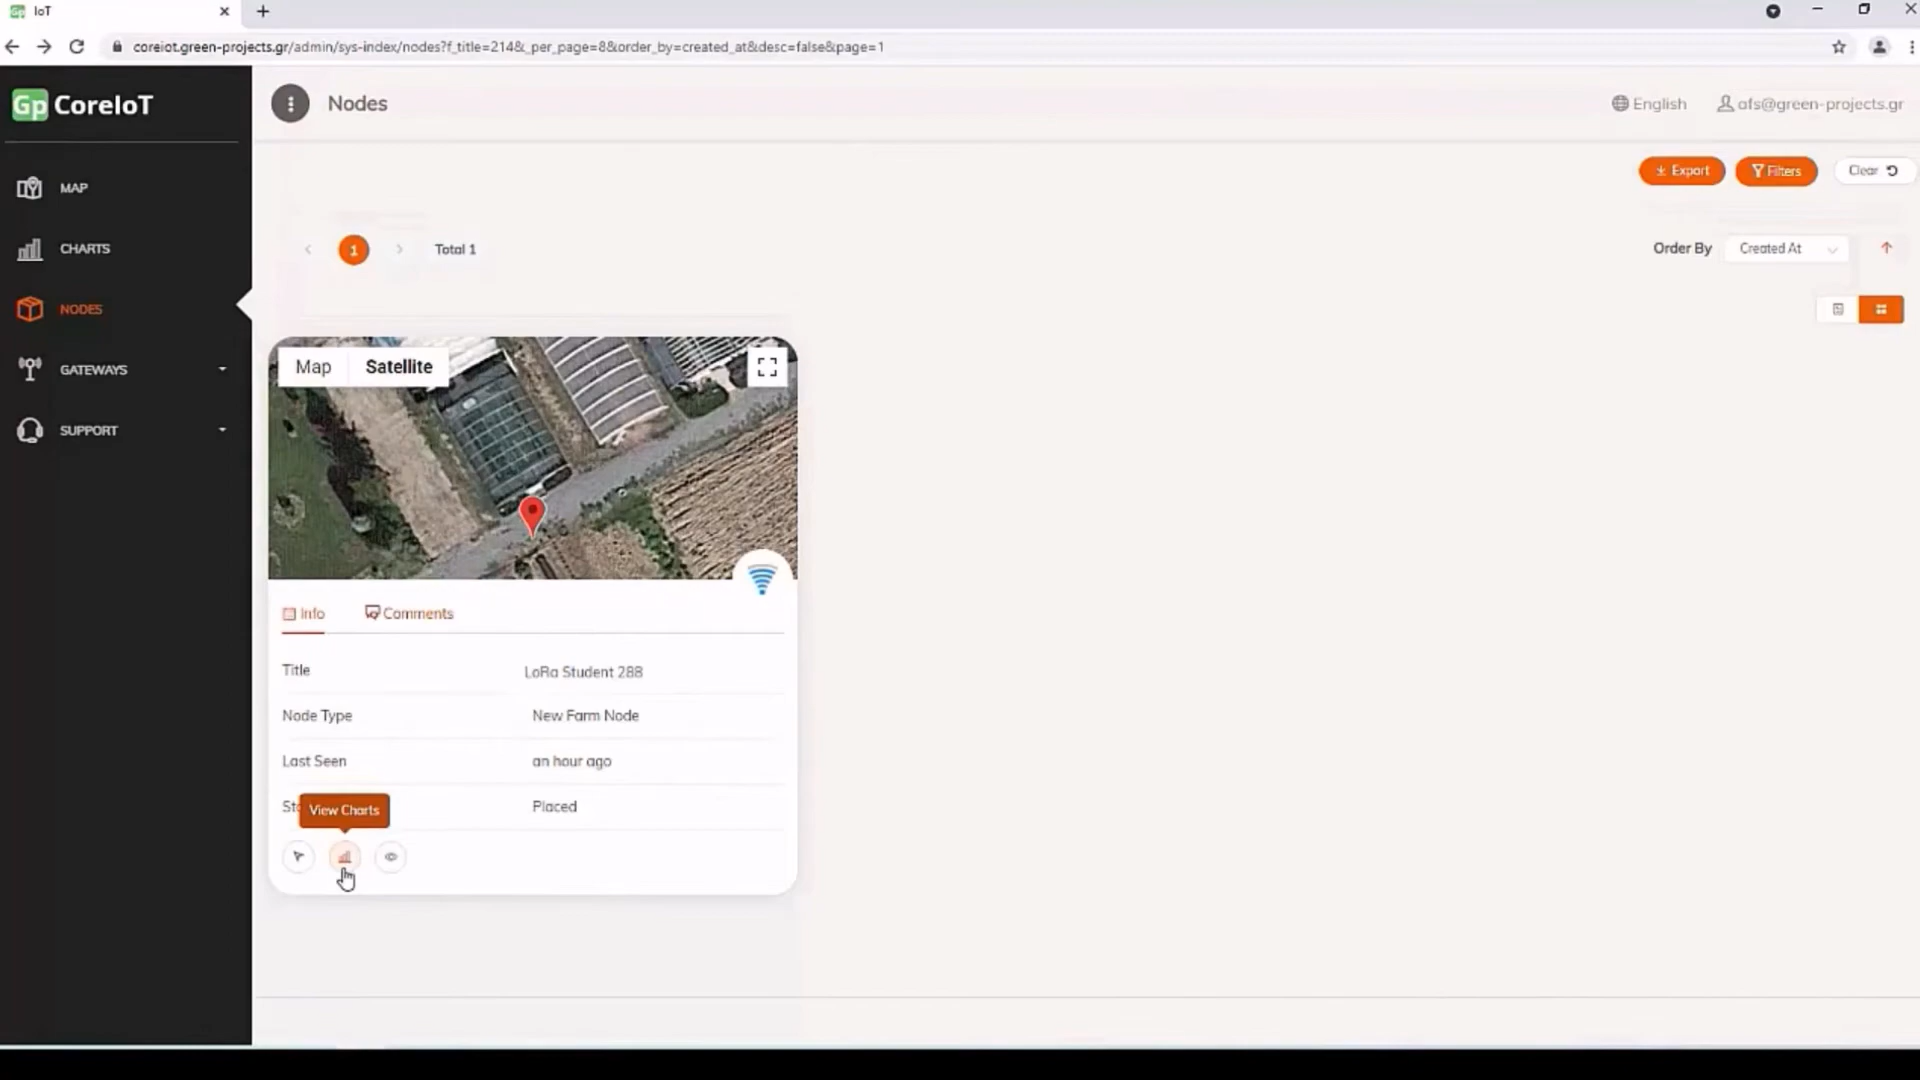 IoT
coreiot.green-projects.gr/admin/sys-index/nodes?f_title=214&_per_page=8&order_by=created_at&desc=false&page=1
Gp CoreIoT
Nodes
English
afs@green-projects.gr
MAP
CHARTS
NODES
GATEWAYS
SUPPORT
Export
Filters
Clear
1
Total 1
Order By
Created At
Map
Satellite
Info
Comments
Title
LoRa Student 288
Node Type
New Farm Node
Last Seen
an hour ago
Placed
View Charts